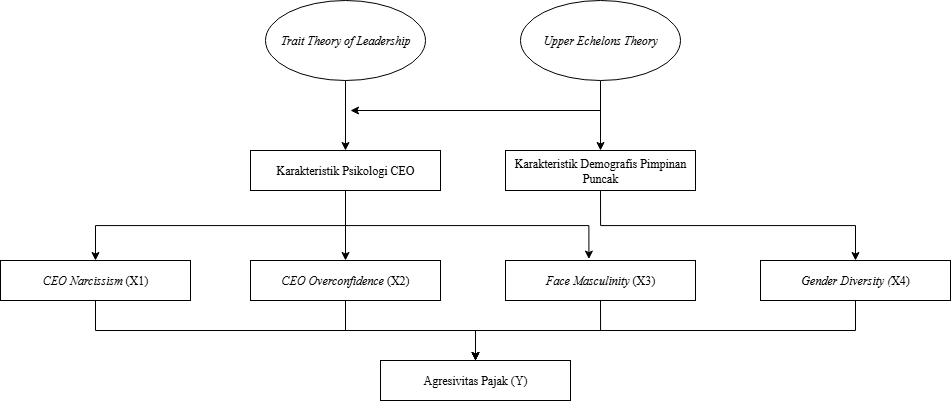 Trait Theory of Leadership
Upper Echelons Theory
Karakteristik Psikologi CEO
Karakteristik Demografis Pimpinan
Puncak
CEO Narcissism (X1)
CEO Overconfidence (X2)
Face Masculinity (X3)
Gender Diversity (X4)
Agresivitas Pajak (Y)